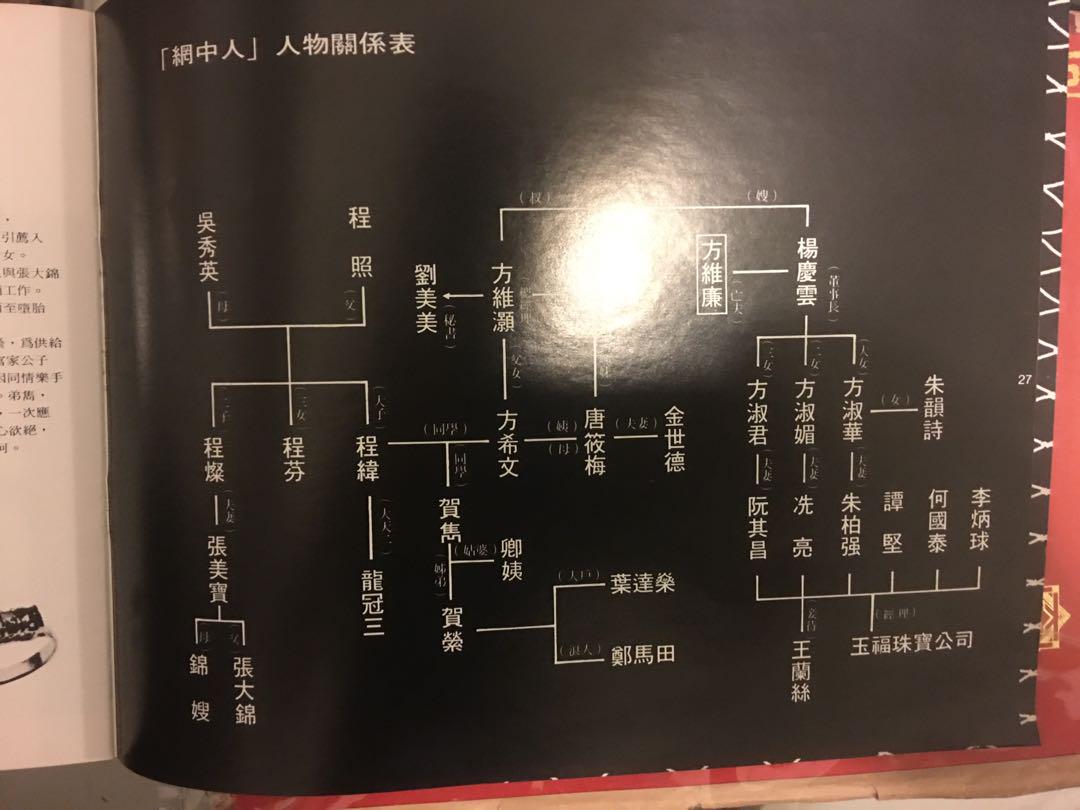 「網中人」人物關係表
引薦入
女。
與張大錦
工作。
至墮胎
,爲供給
富家公子
因同情樂手
。弟雋,
,一次應
心欲絕,
何。
(叔)
(嫂)
吳秀英
程照
劉美美
方維灝
方維廉
楊慶雲
(母)
(父)
(秘書)
(亡夫)
(董事長)
(父女)
(三女)
(二女)
(大女)
(二子)
(三女)
(大子)
程燦
程芬
程緯
(同學)
方希文
(姨)
(母)
唐筱梅
(夫妻)
金世德
方淑君
方淑媚
方淑華
(女)
朱韻詩
27
(夫妻)
(同學)
(夫妻)
(夫妻)
(夫妻)
張美寶
龍冠三
賀雋
(姑婆)
卿姨
阮其昌
冼亮
朱柏强
譚堅
何國泰
李炳球
(姊弟)
賀榮
(大戶)
葉達燊
(浪人)
鄭馬田
(母)
(父)
錦嫂
張大錦
王蘭絲
(經理)
玉福珠寶公司